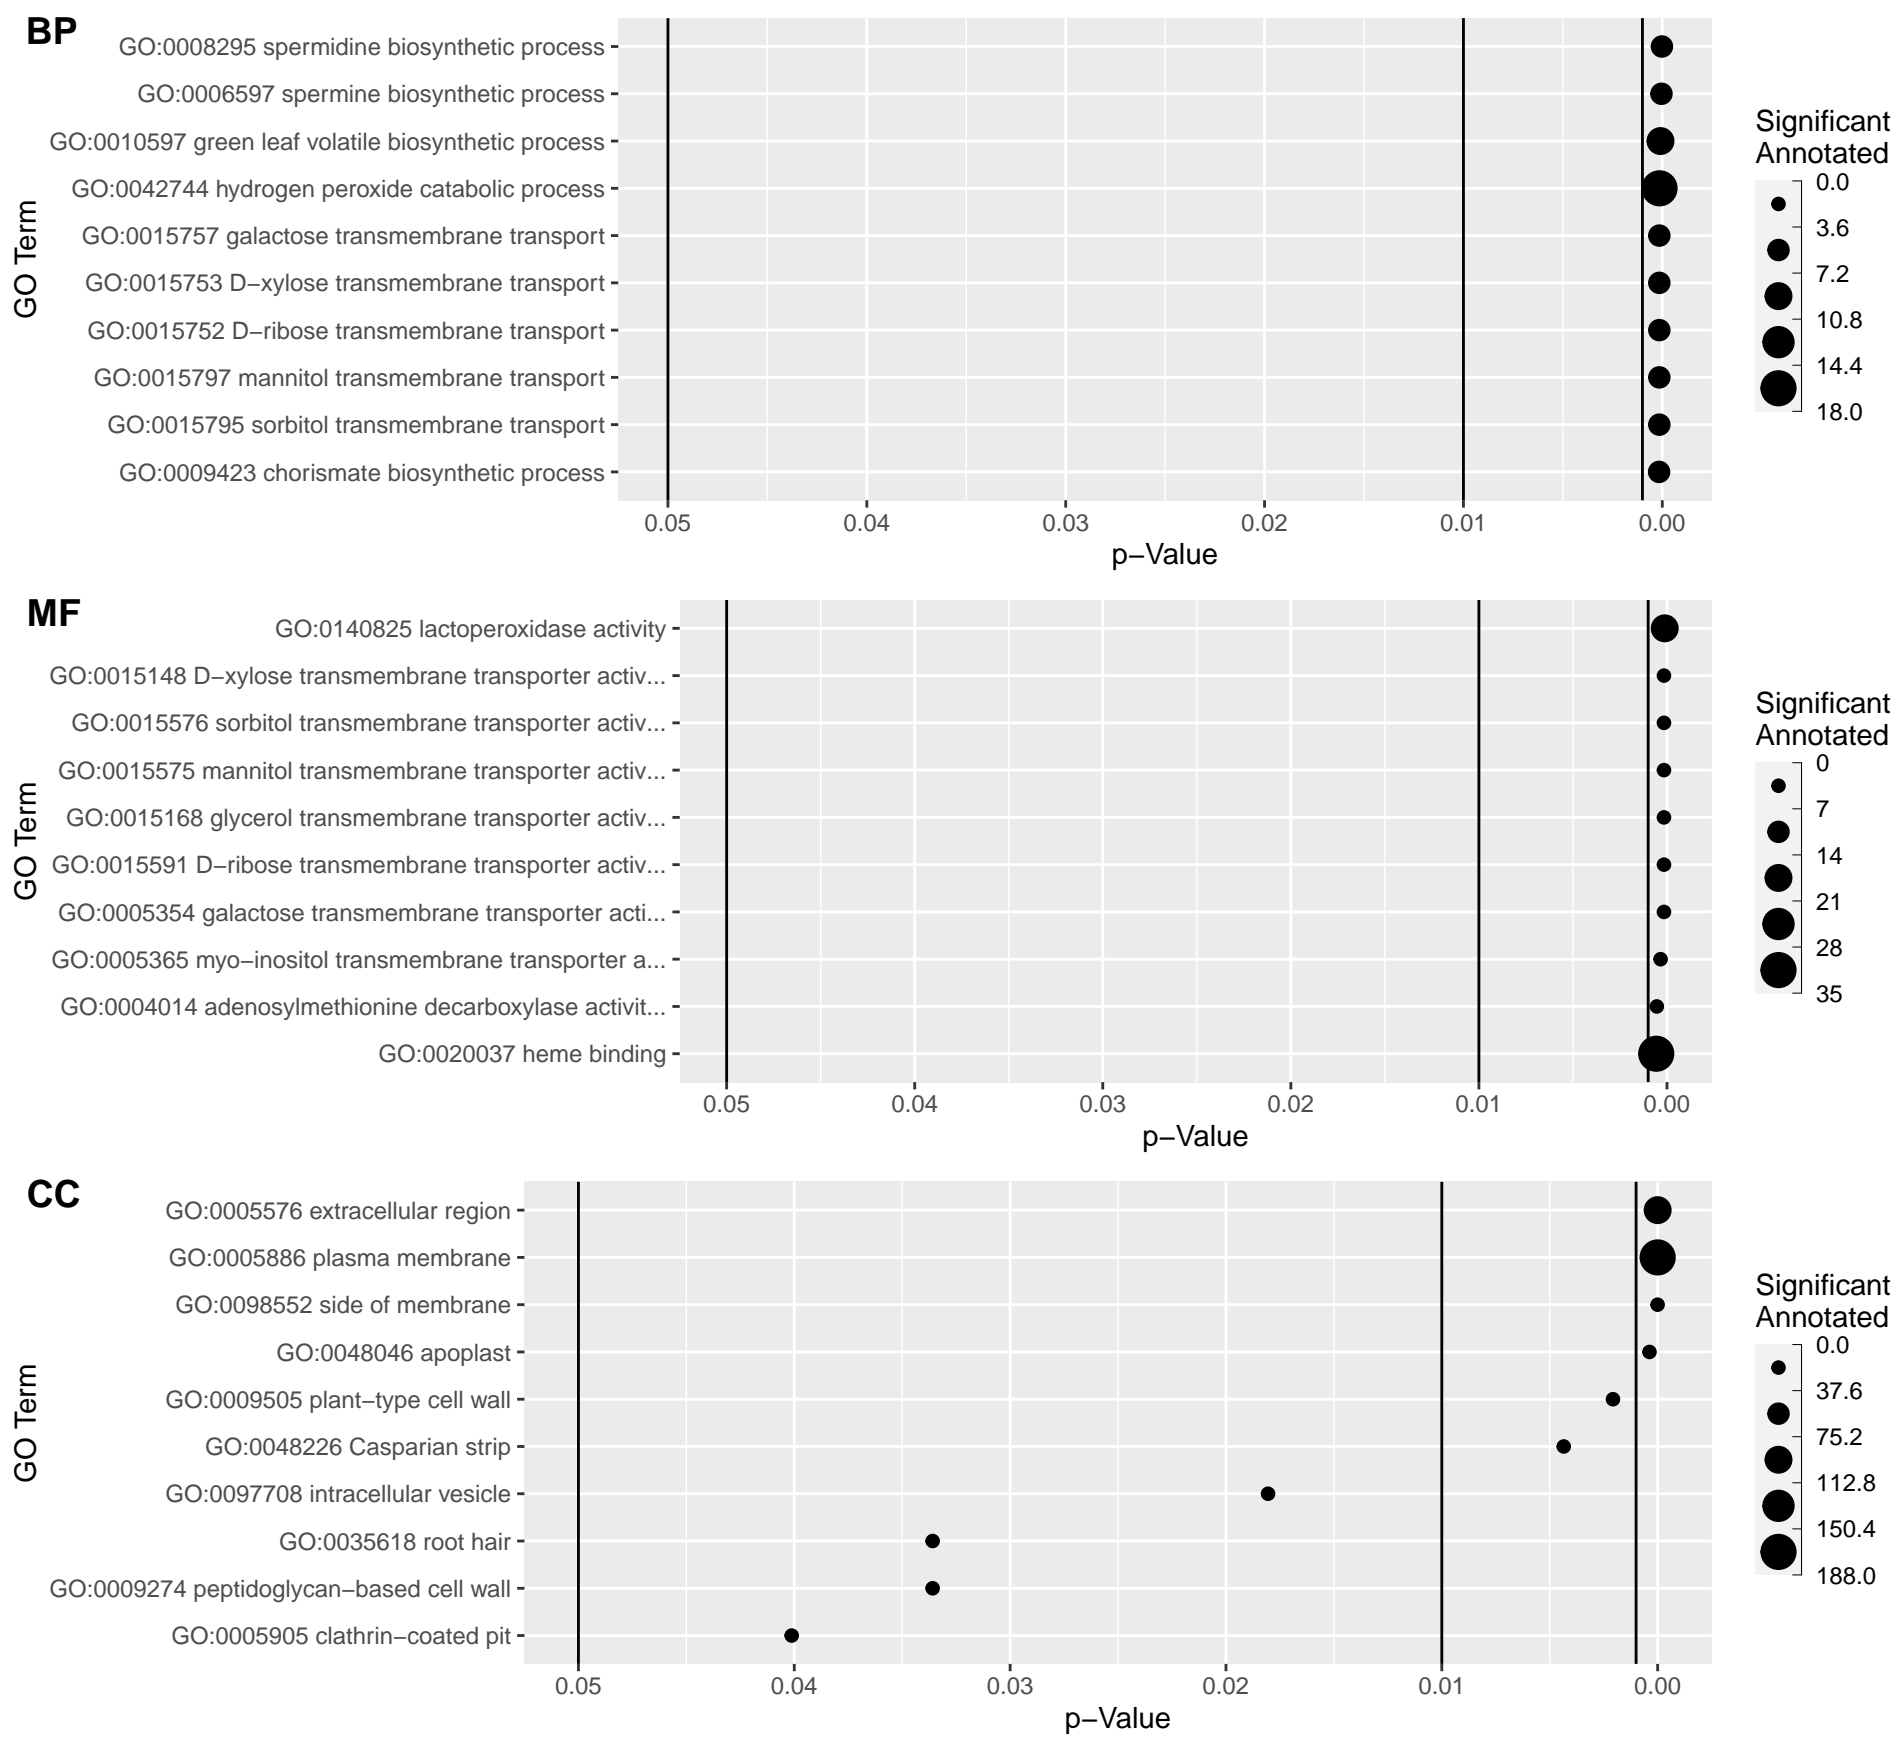 BP
GO:0008295 spermidine biosynthetic process
GO:0006597 spermine biosynthetic process
GO:0010597 green leaf volatile biosynthetic process
GO:0042744 hydrogen peroxide catabolic process
GO:0015757 galactose transmembrane transport
GO:0015753 D−xylose transmembrane transport
GO:0015752 D−ribose transmembrane transport
GO:0015797 mannitol transmembrane transport
GO:0015795 sorbitol transmembrane transport
GO:0009423 chorismate biosynthetic process
GO Term
0.05 0.04 0.03 0.02 0.01 0.00
p−Value
Significant
Annotated
0.0
3.6
7.2
10.8
14.4
18.0
MF
GO:0140825 lactoperoxidase activity
GO:0015148 D−xylose transmembrane transporter activ...
GO:0015576 sorbitol transmembrane transporter activ...
GO:0015575 mannitol transmembrane transporter activ...
GO:0015168 glycerol transmembrane transporter activ...
GO:0015591 D−ribose transmembrane transporter activ...
GO:0005354 galactose transmembrane transporter acti...
GO:0005365 myo−inositol transmembrane transporter a...
GO:0004014 adenosylmethionine decarboxylase activit...
GO:0020037 heme binding
GO Term
0.05 0.04 0.03 0.02 0.01 0.00
p−Value
Significant
Annotated
0
7
14
21
28
35
CC
GO:0005576 extracellular region
GO:0005886 plasma membrane
GO:0098552 side of membrane
GO:0048046 apoplast
GO:0009505 plant−type cell wall
GO:0048226 Casparian strip
GO:0097708 intracellular vesicle
GO:0035618 root hair
GO:0009274 peptidoglycan−based cell wall
GO:0005905 clathrin−coated pit
GO Term
0.05 0.04 0.03 0.02 0.01 0.00
p−Value
Significant
Annotated
0.0
37.6
75.2
112.8
150.4
188.0